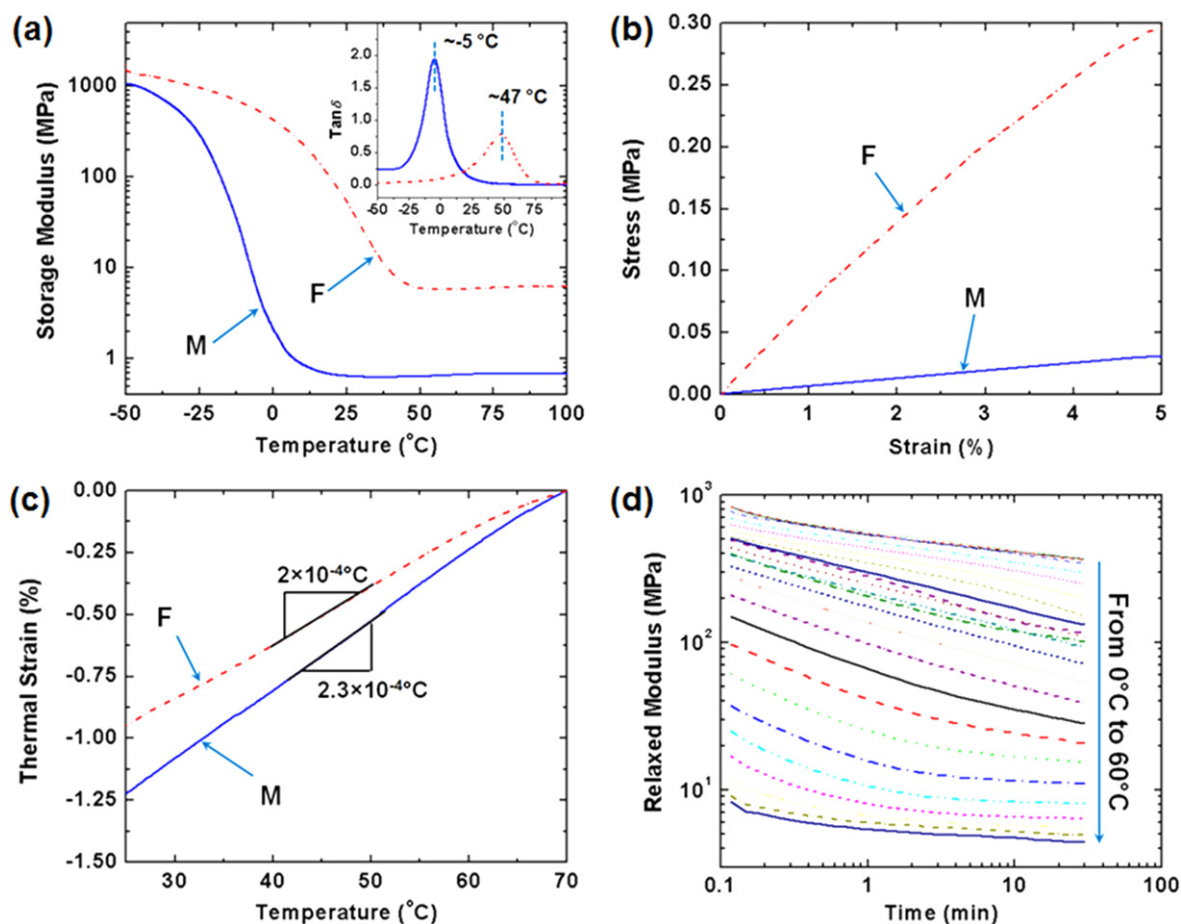 (a)
Storage Modulus (MPa)
1000
100
10
1
-50 -25 0 25 50 75 100
Temperature (°C)
F
M
Tanδ
2.0
1.5
1.0
0.5
0.0
-50 -25 0 25 50 75
Temperature (°C)
~-5 °C
~47 °C
(b)
Stress (MPa)
0.30
0.25
0.20
0.15
0.10
0.05
0.00
0 1 2 3 4 5
Strain (%)
F
M
(c)
Thermal Strain (%)
0.00
-0.25
-0.50
-0.75
-1.00
-1.25
-1.50
30 40 50 60 70
Temperature (°C)
F
2×10⁻⁴°C
2.3×10⁻⁴°C
M
(d)
Relaxed Modulus (MPa)
10³
10²
10¹
0.1 1 10 100
Time (min)
From 0°C to 60°C